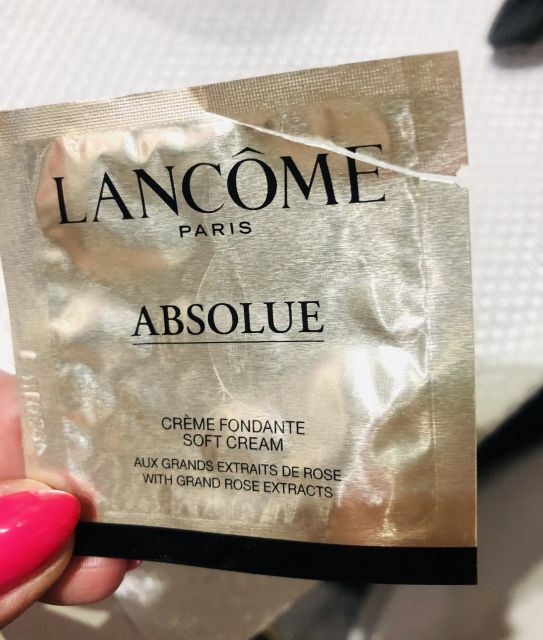 LANCÔME
PARIS
ABSOLUE
CRÈME FONDANTE
SOFT CREAM
AUX GRANDS EXTRAITS DE ROSE
WITH GRAND ROSE EXTRACTS